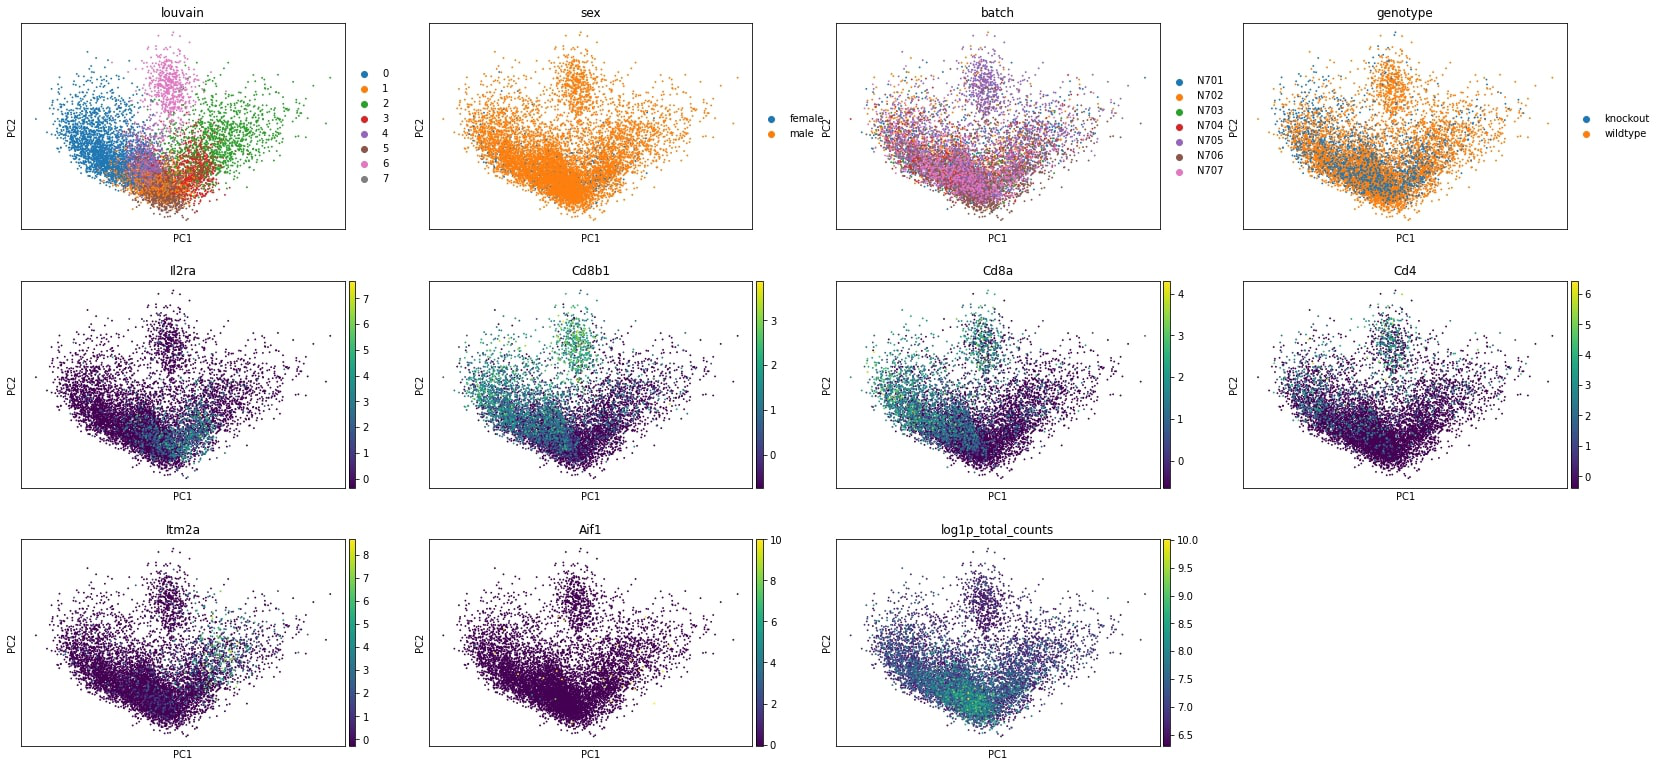 louvain
PC2
PC1
0
1
2
3
4
5
6
7
sex
PC2
PC1
female
male
batch
PC2
PC1
N701
N702
N703
N704
N705
N706
N707
genotype
PC2
PC1
knockout
wildtype
Il2ra
PC2
PC1
7
6
5
4
3
2
1
0
Cd8b1
PC2
PC1
3
2
1
0
Cd8a
PC2
PC1
4
3
2
1
0
Cd4
PC2
PC1
6
5
4
3
2
1
0
Itm2a
PC2
PC1
8
7
6
5
4
3
2
1
0
Aif1
PC2
PC1
10
8
6
4
2
0
log1p_total_counts
PC2
PC1
10.0
9.5
9.0
8.5
8.0
7.5
7.0
6.5